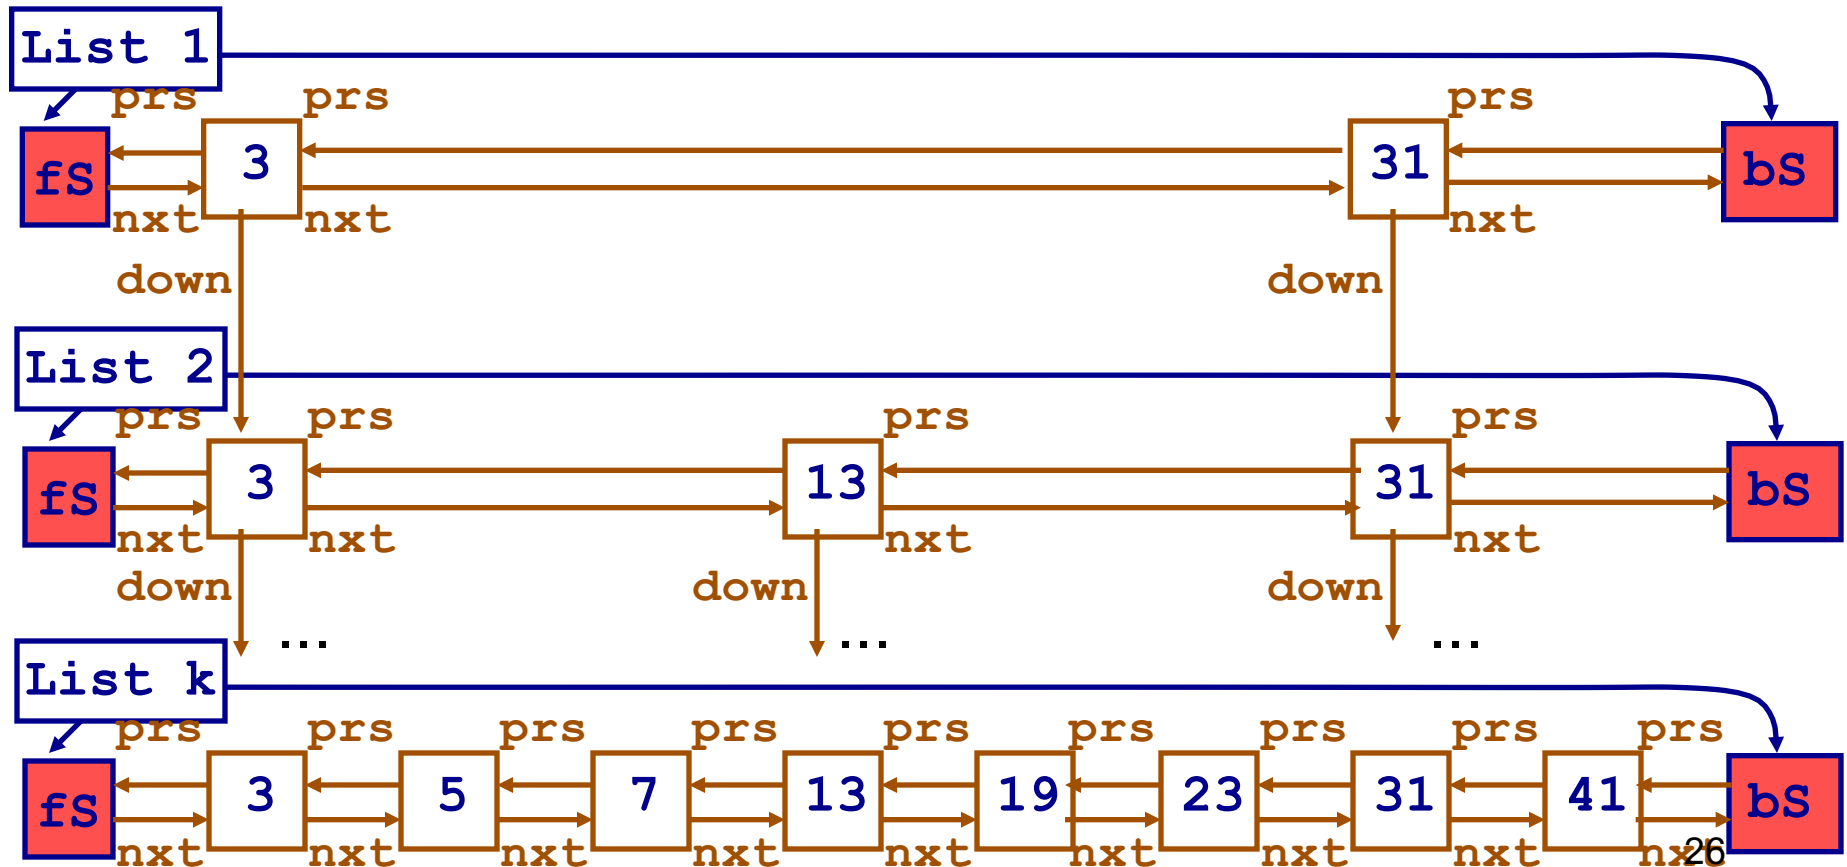 List 1
prs prs prs
fS 3 31 bS
nxt nxt nxt
down down
List 2
prs prs prs prs
fS 3 13 31 bS
nxt nxt nxt nxt
down down down
... ... ...
List k
prs prs prs prs prs prs prs prs prs
fS 3 5 7 13 19 23 31 41 bS
nxt nxt nxt nxt nxt nxt nxt nxt nxt
26